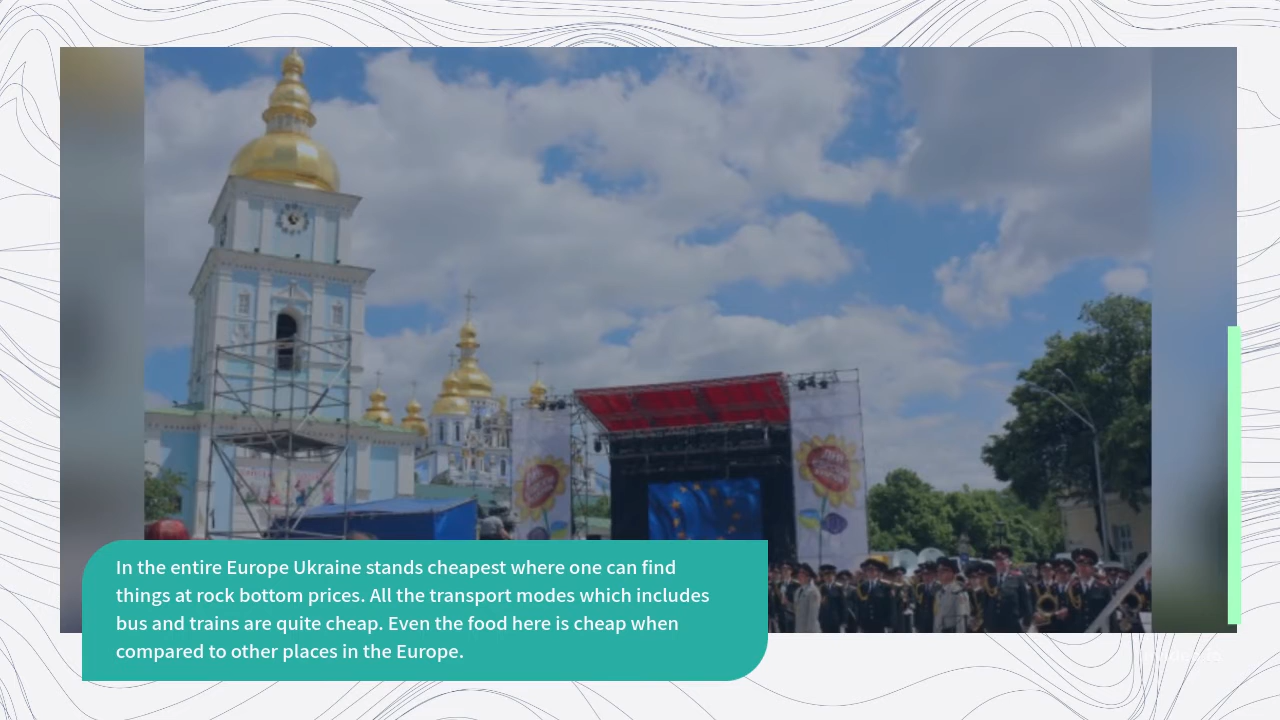 In the entire Europe Ukraine stands cheapest where one can find
things at rock bottom prices. All the transport modes which includes
bus and trains are quite cheap. Even the food here is cheap when
compared to other places in the Europe.